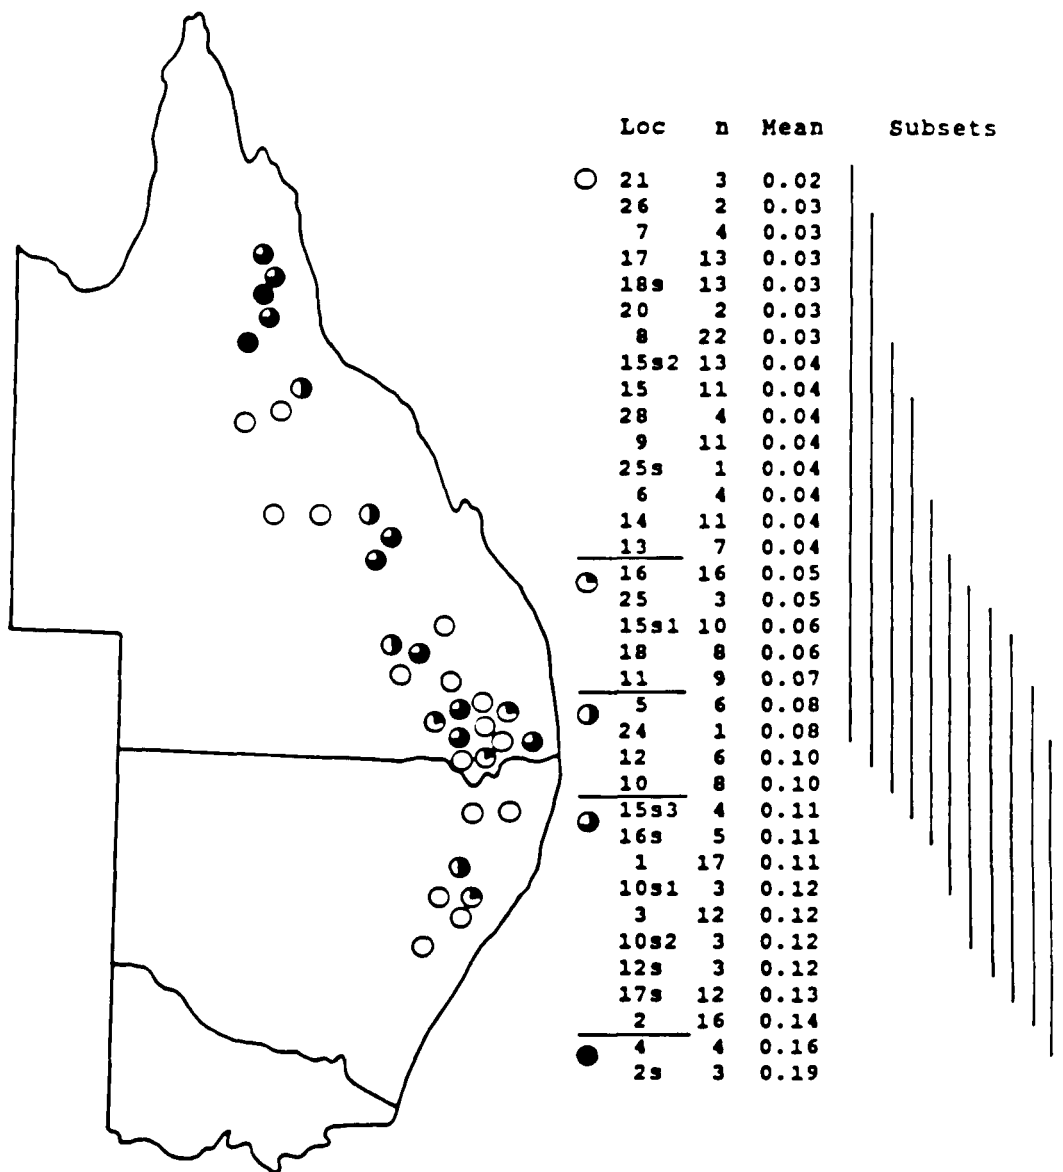 Loc n Mean Subsets
21 3 0.02
26 2 0.03
7 4 0.03
17 13 0.03
18s 13 0.03
20 2 0.03
8 22 0.03
15s2 13 0.04
15 11 0.04
28 4 0.04
9 11 0.04
25s 1 0.04
6 4 0.04
14 11 0.04
13 7 0.04
16 16 0.05
25 3 0.05
15s1 10 0.06
18 8 0.06
11 9 0.07
5 6 0.08
24 1 0.08
12 6 0.10
10 8 0.10
15s3 4 0.11
16s 5 0.11
1 17 0.11
10s1 3 0.12
3 12 0.12
10s2 3 0.12
12s 3 0.12
17s 12 0.13
2 16 0.14
4 4 0.16
2s 3 0.19